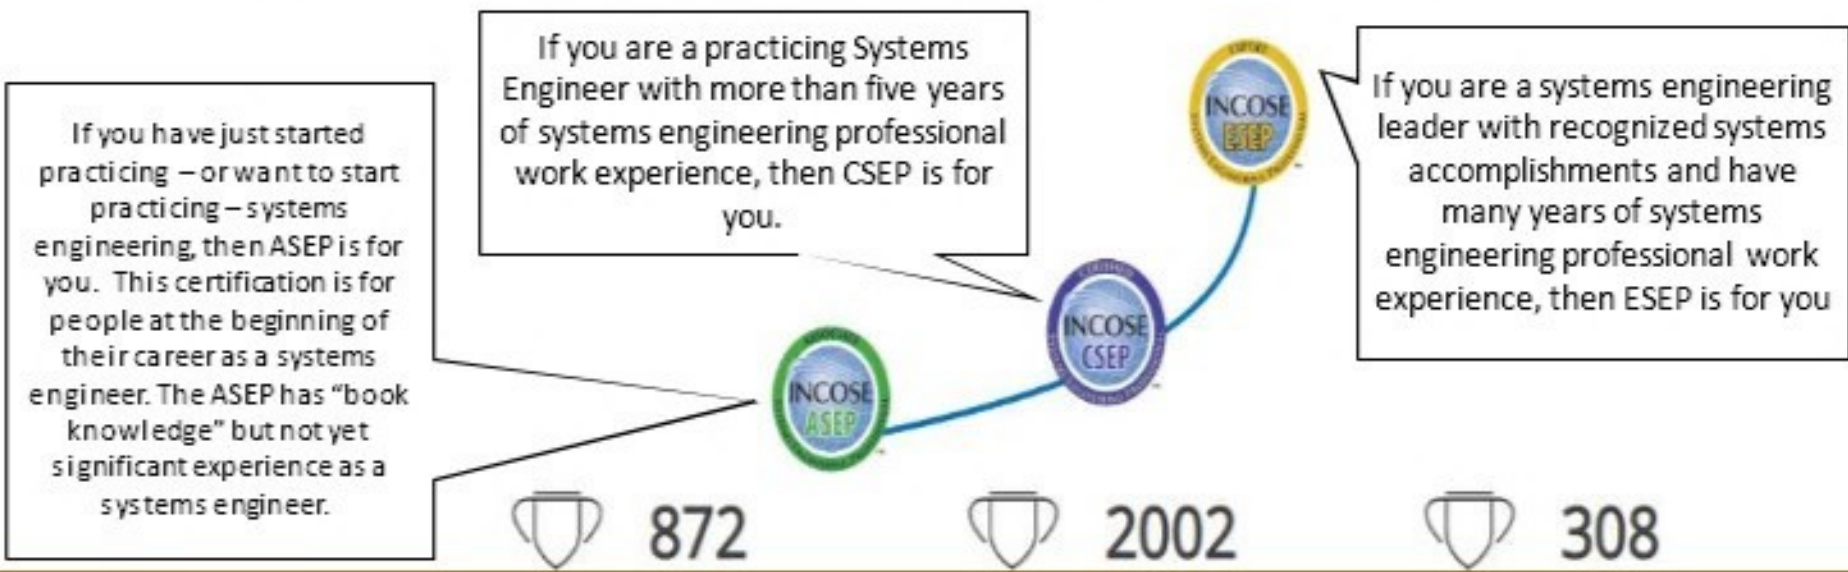 If you have just started
practicing – or want to start
practicing – systems
engineering, then ASEP is for
you. This certification is for
people at the beginning of
their career as a systems
engineer. The ASEP has “book
knowledge” but not yet
significant experience as a
systems engineer.
If you are a practicing Systems
Engineer with more than five years
of systems engineering professional
work experience, then CSEP is for
you.
If you are a systems engineering
leader with recognized systems
accomplishments and have
many years of systems
engineering professional work
experience, then ESEP is for you
EXPERT
INCOSE
ESEP
INCOSE
CSEP
ASSOCIATE
INCOSE
ASEP
872
2002
308